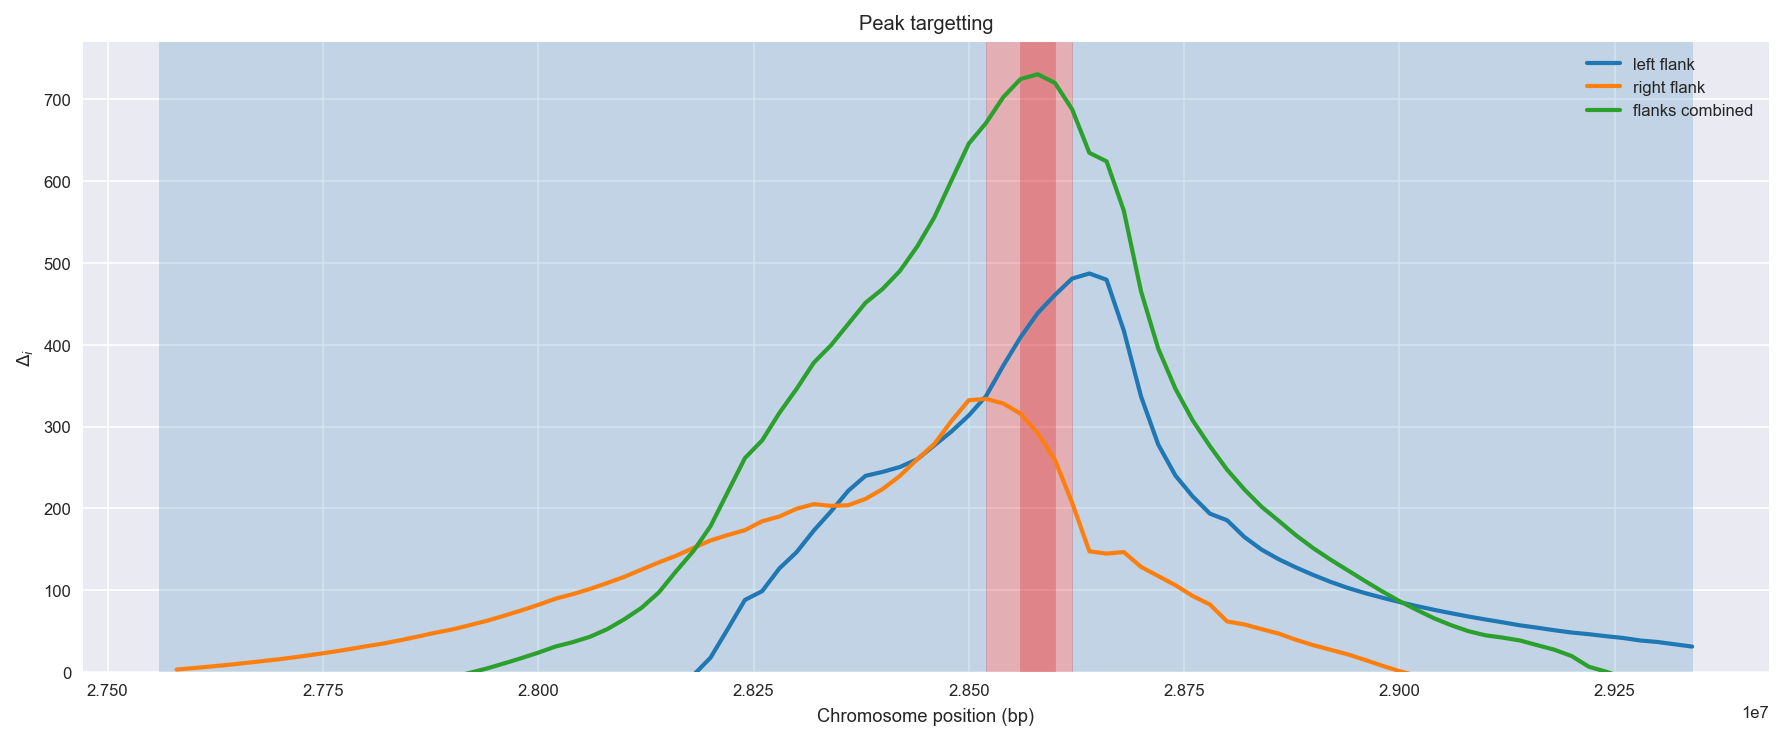 Peak targetting
left flank
right flank
flanks combined
700
600
500
400
300
200
100
0
Δi
2.750 2.775 2.800 2.825 2.850 2.875 2.900 2.925
1e7
Chromosome position (bp)